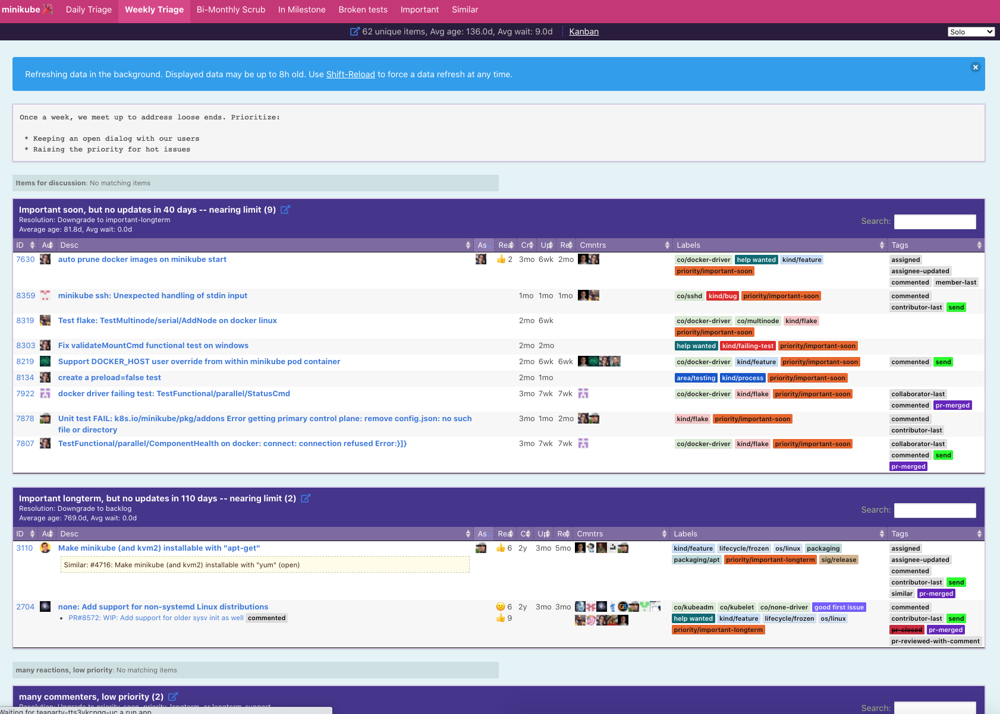 minikube Daily Triage Weekly Triage Bi-Monthly Scrub In Milestone Broken tests Important Similar
62 unique items, Avg age: 136.0d, Avg wait: 9.0d Kanban Solo
Refreshing data in the background. Displayed data may be up to 8h old. Use Shift-Reload to force a data refresh at any time.
Once a week, we meet up to address loose ends. Prioritize:
* Keeping an open dialog with our users
* Raising the priority for hot issues
Items for discussion: No matching items
Important soon, but no updates in 40 days -- nearing limit (9)
Resolution: Downgrade to important-longterm
Average age: 81.8d, Avg wait: 0.0d
Search:
ID Au Desc As Rea Cr Up Re Cmntrs Labels Tags
7630 auto prune docker images on minikube start 👍 2 3mo 6wk 2mo co/docker-driver help wanted kind/feature assigned
priority/important-soon assignee-updated
commented member-last
8359 minikube ssh: Unexpected handling of stdin input 1mo 1mo 1mo co/sshd kind/bug priority/important-soon commented
contributor-last send
8319 Test flake: TestMultinode/serial/AddNode on docker linux 2mo 6wk co/docker-driver co/multinode kind/flake
priority/important-soon
8303 Fix validateMountCmd functional test on windows 2mo 2mo help wanted kind/failing-test priority/important-soon
8219 Support DOCKER_HOST user override from within minikube pod container 2mo 6wk 6wk co/docker-driver kind/feature priority/important-soon commented send
8134 create a preload=false test 2mo 1mo area/testing kind/process priority/important-soon
7922 docker driver failing test: TestFunctional/parallel/StatusCmd 3mo 7wk 7wk co/docker-driver kind/flake priority/important-soon collaborator-last
commented pr-merged
7878 Unit test FAIL: k8s.io/minikube/pkg/addons Error getting primary control plane: remove config.json: no such 3mo 1mo 2mo kind/flake priority/important-soon commented
file or directory contributor-last
7807 TestFunctional/parallel/ComponentHealth on docker: connect: connection refused Error:}]} 3mo 7wk 7wk co/docker-driver kind/flake priority/important-soon collaborator-last
commented send
pr-merged
Important longterm, but no updates in 110 days -- nearing limit (2)
Resolution: Downgrade to backlog
Average age: 769.0d, Avg wait: 0.0d
Search:
ID Au Desc As Rea C Up Re Cmntrs Labels Tags
3110 Make minikube (and kvm2) installable with "apt-get" 👍 6 2y 3mo 5mo kind/feature lifecycle/frozen os/linux packaging assigned
packaging/apt priority/important-longterm sig/release assignee-updated
Similar: #4716: Make minikube (and kvm2) installable with "yum" (open)
commented
contributor-last send
similar pr-merged
2704 none: Add support for non-systemd Linux distributions 😕 6 2y 3mo 3mo co/kubeadm co/kubelet co/none-driver good first issue commented
• PR#8572: WIP: Add support for older sysv init as well commented 👍 9 help wanted kind/feature lifecycle/frozen os/linux contributor-last send
priority/important-longterm pr-closed pr-merged
pr-reviewed-with-comment
many reactions, low priority: No matching items
many commenters, low priority (2)
Search: